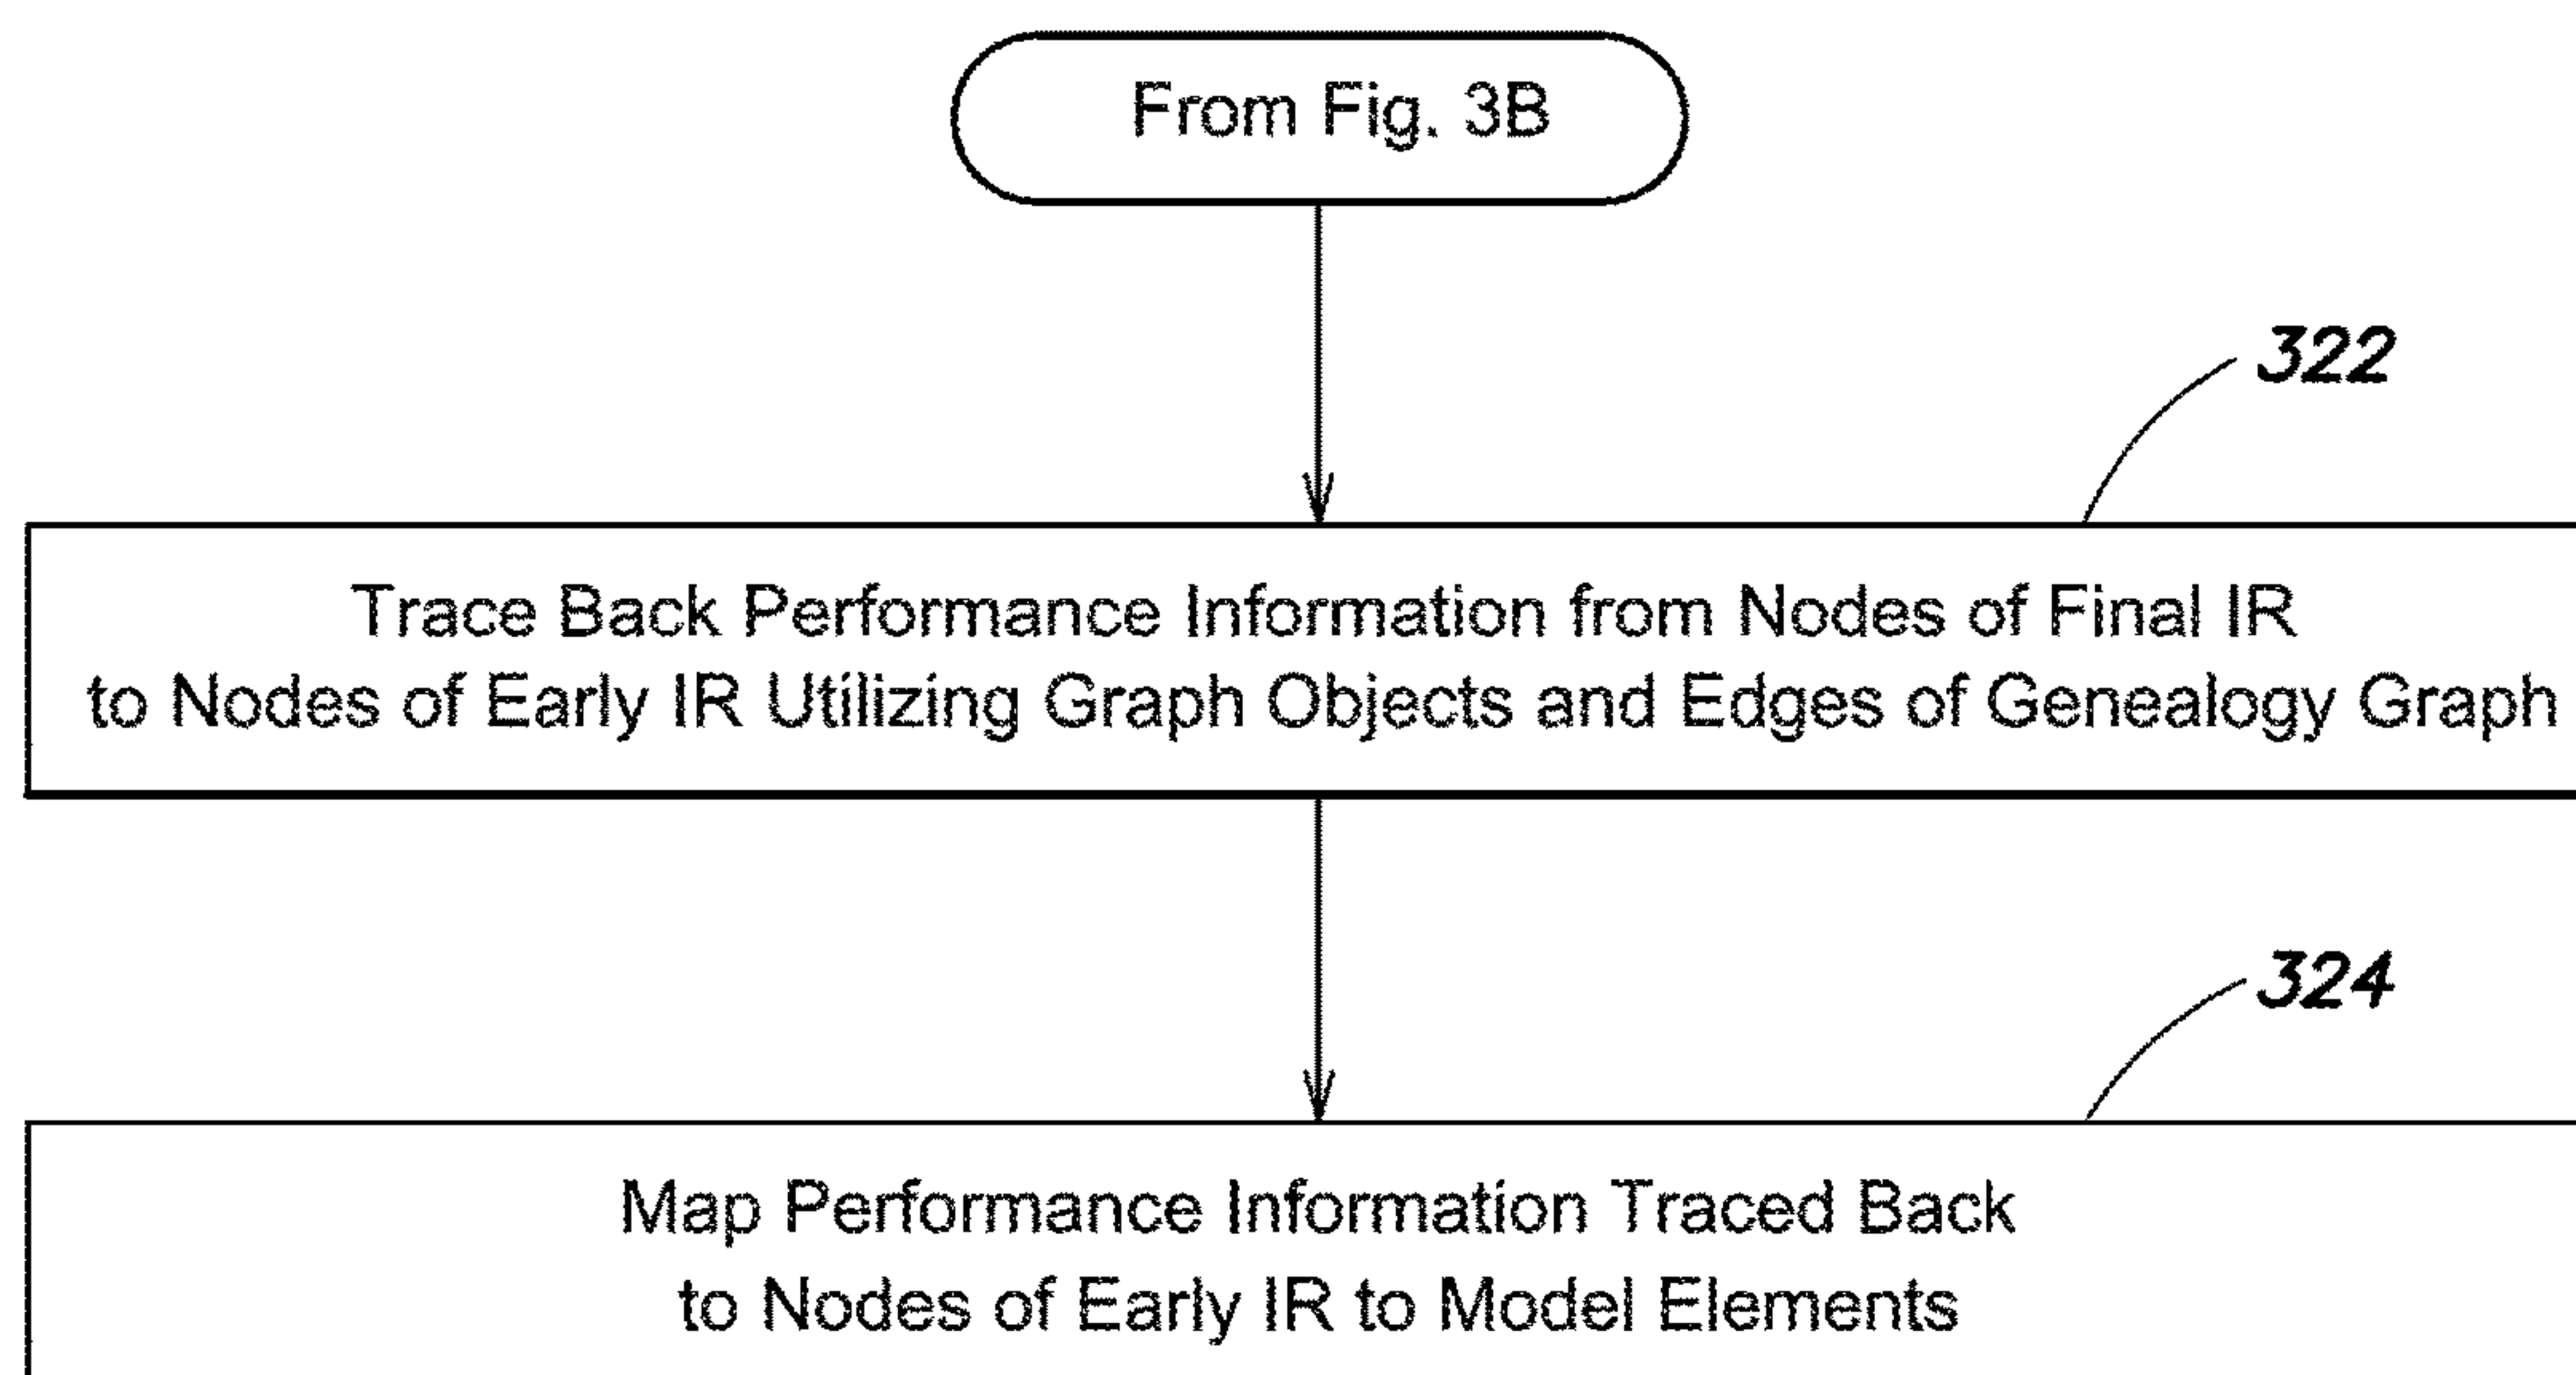 From Fig. 3B
322
Trace Back Performance Information from Nodes of Final IR
to Nodes of Early IR Utilizing Graph Objects and Edges of Genealogy Graph
324
Map Performance Information Traced Back
to Nodes of Early IR to Model Elements